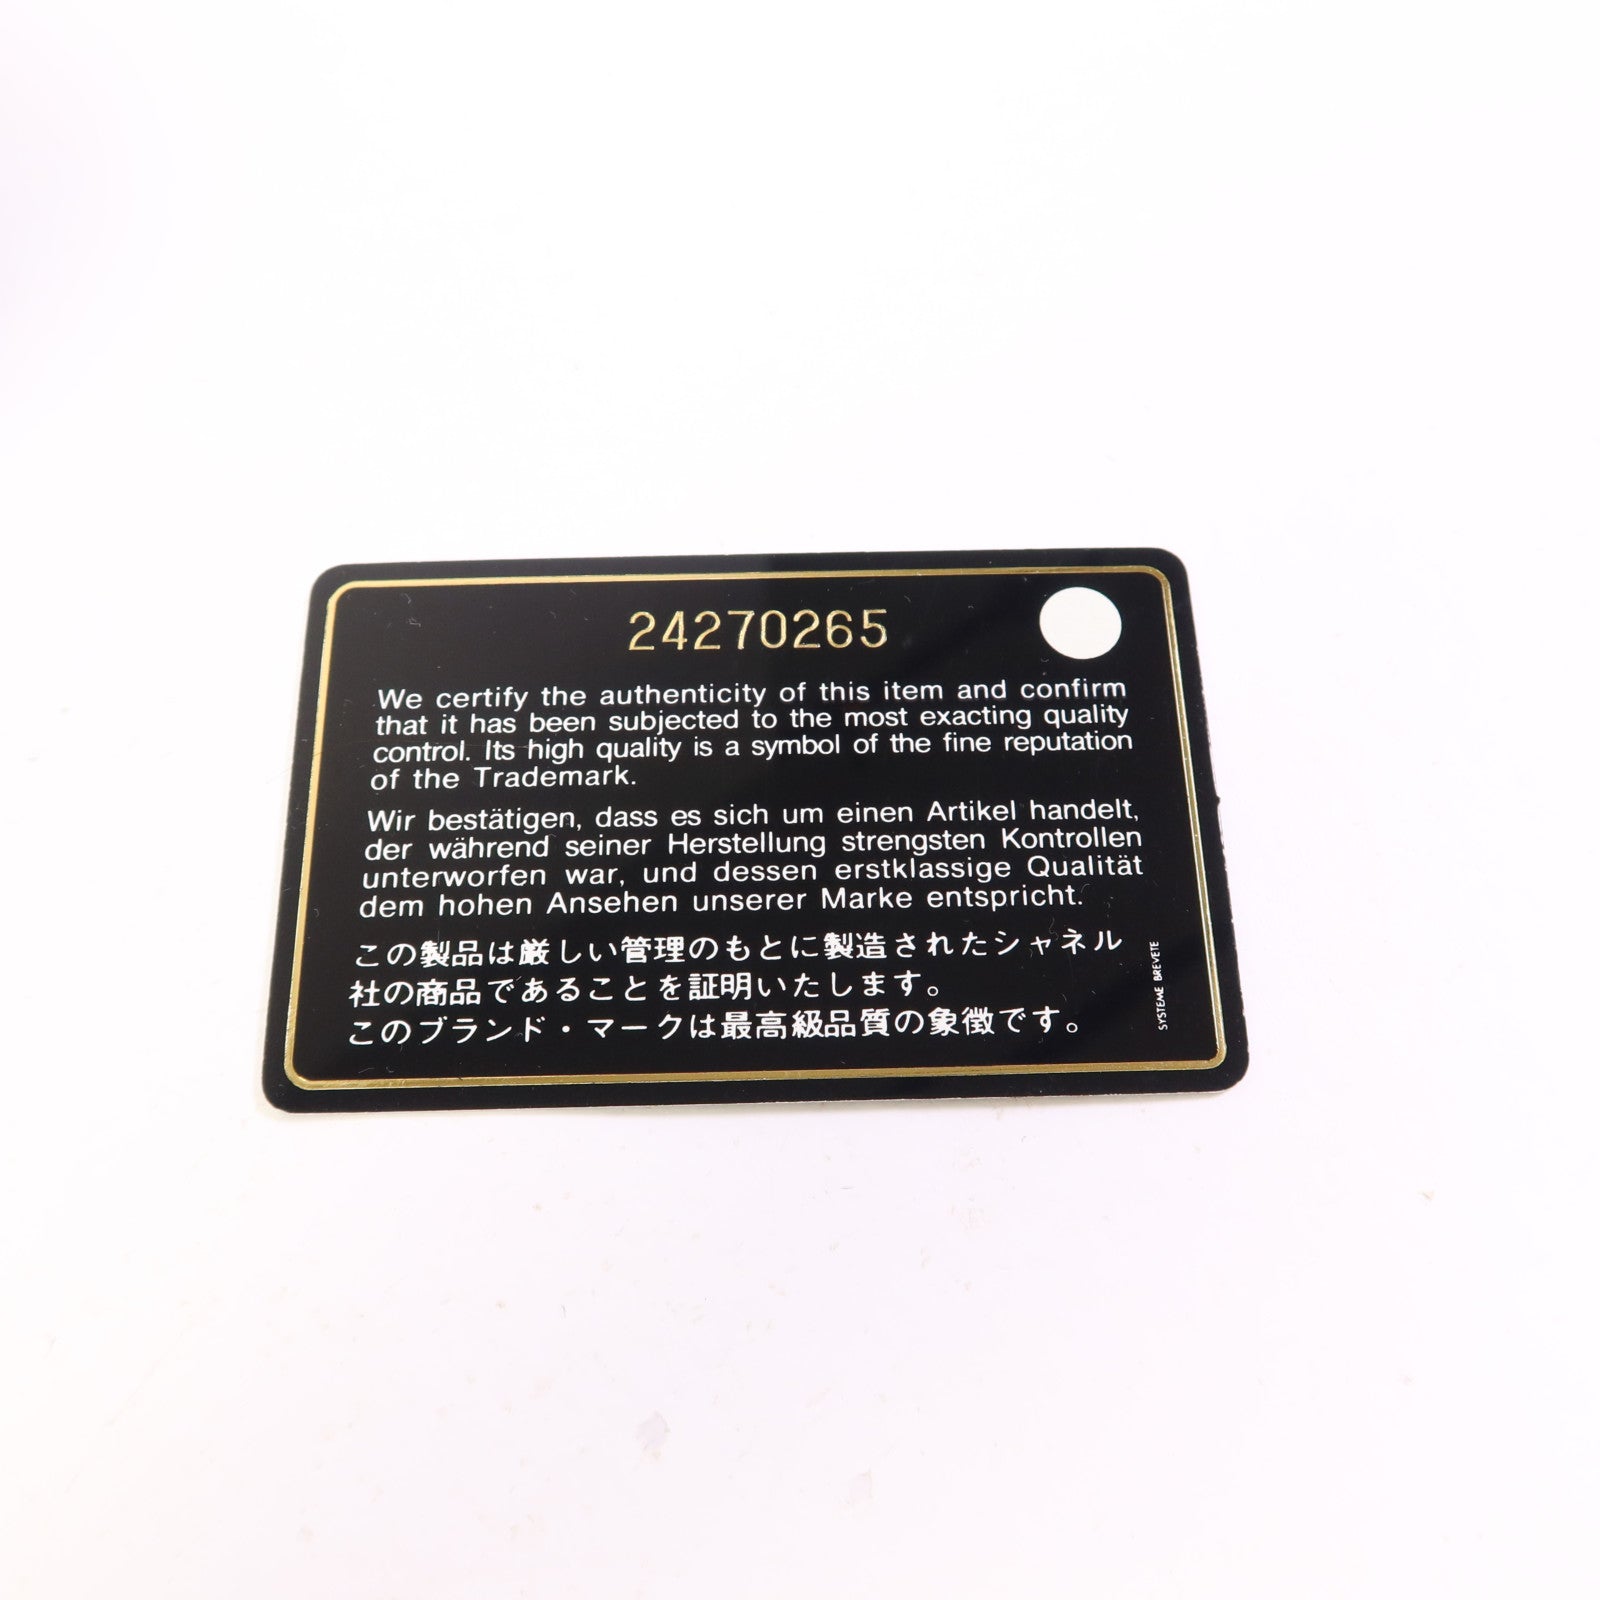 24270265
We certify the authenticity of this item and confirm
that it has been subjected to the most exacting quality
control. Its high quality is a symbol of the fine reputation
of the Trademark.
Wir bestätigen, dass es sich um einen Artikel handelt,
der während seiner Herstellung strengsten Kontrollen
unterworfen war, und dessen erstklassige Qualität
dem hohen Ansehen unserer Marke entspricht.
この製品は厳しい管理のもとに製造されたシャネル
社の商品であることを証明いたします。
このブランド・マークは最高級品質の象徴です。
SYSTEME BREVETE